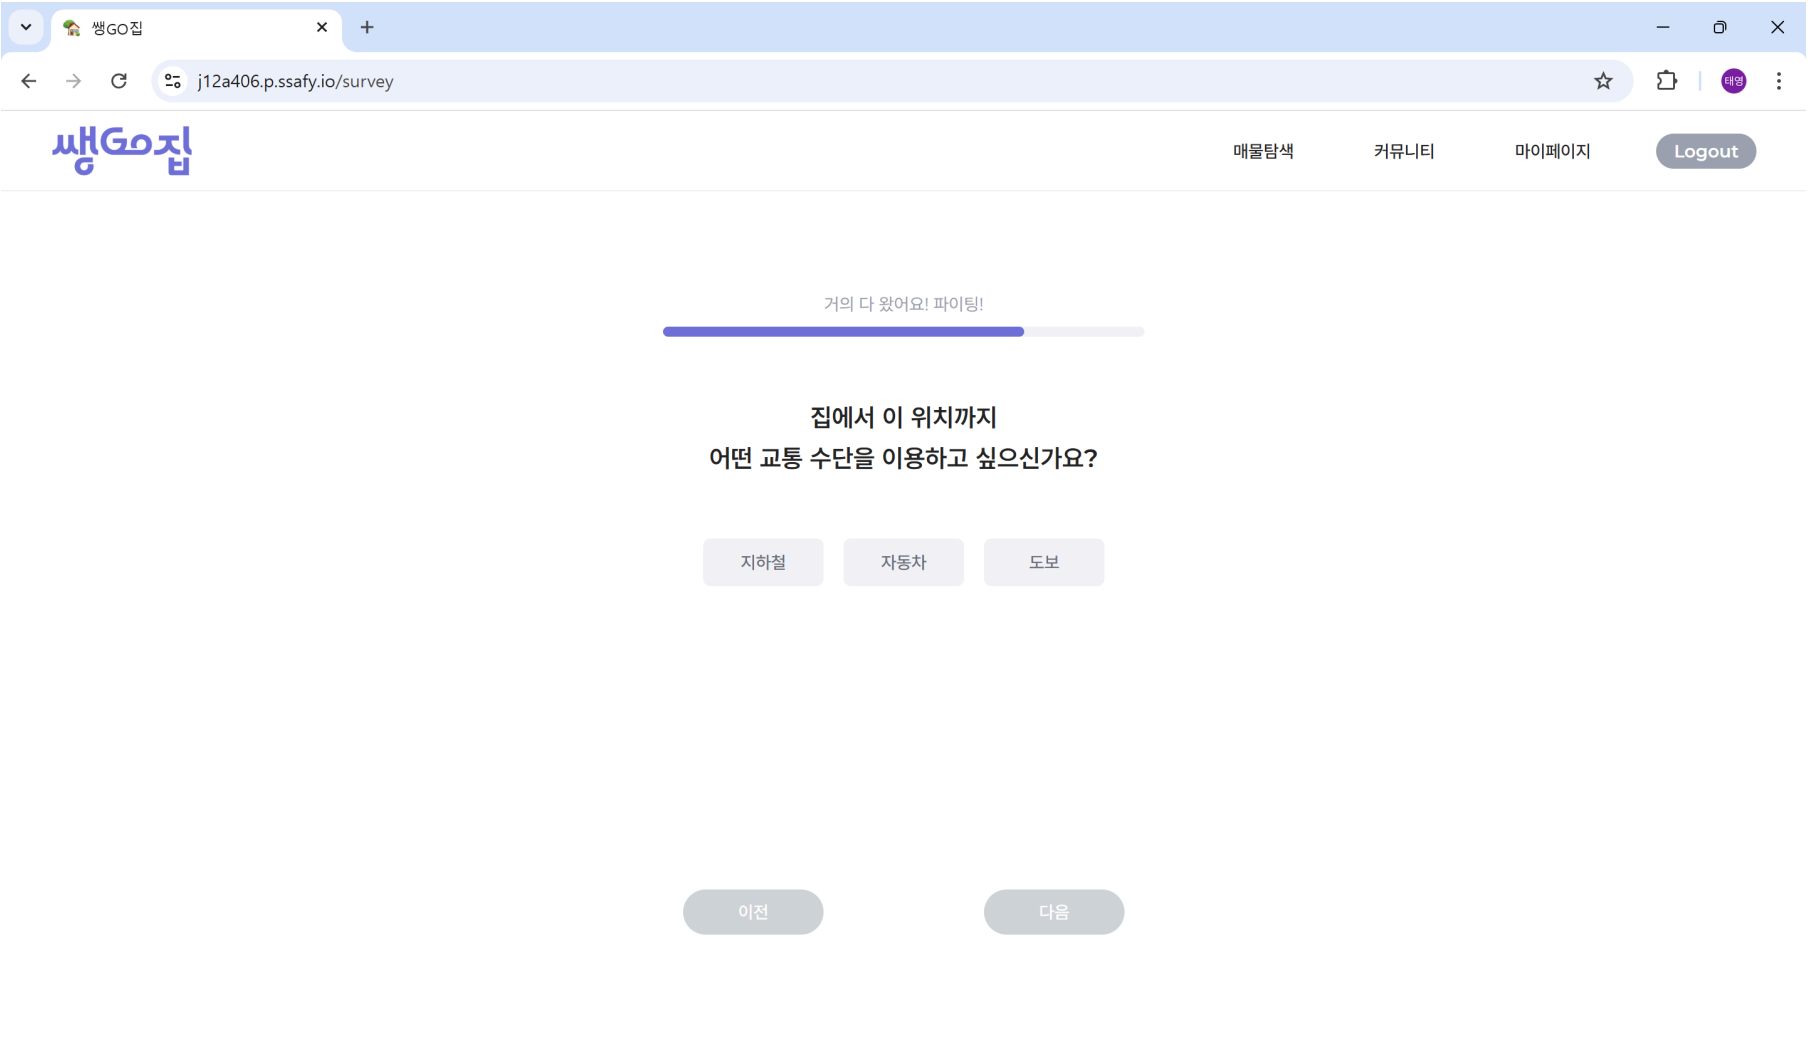 쌩GO집
j12a406.p.ssafy.io/survey
태영
쌩GO집
매물탐색
커뮤니티
마이페이지
Logout
거의 다 왔어요! 파이팅!
집에서 이 위치까지
어떤 교통 수단을 이용하고 싶으신가요?
지하철
자동차
도보
이전
다음